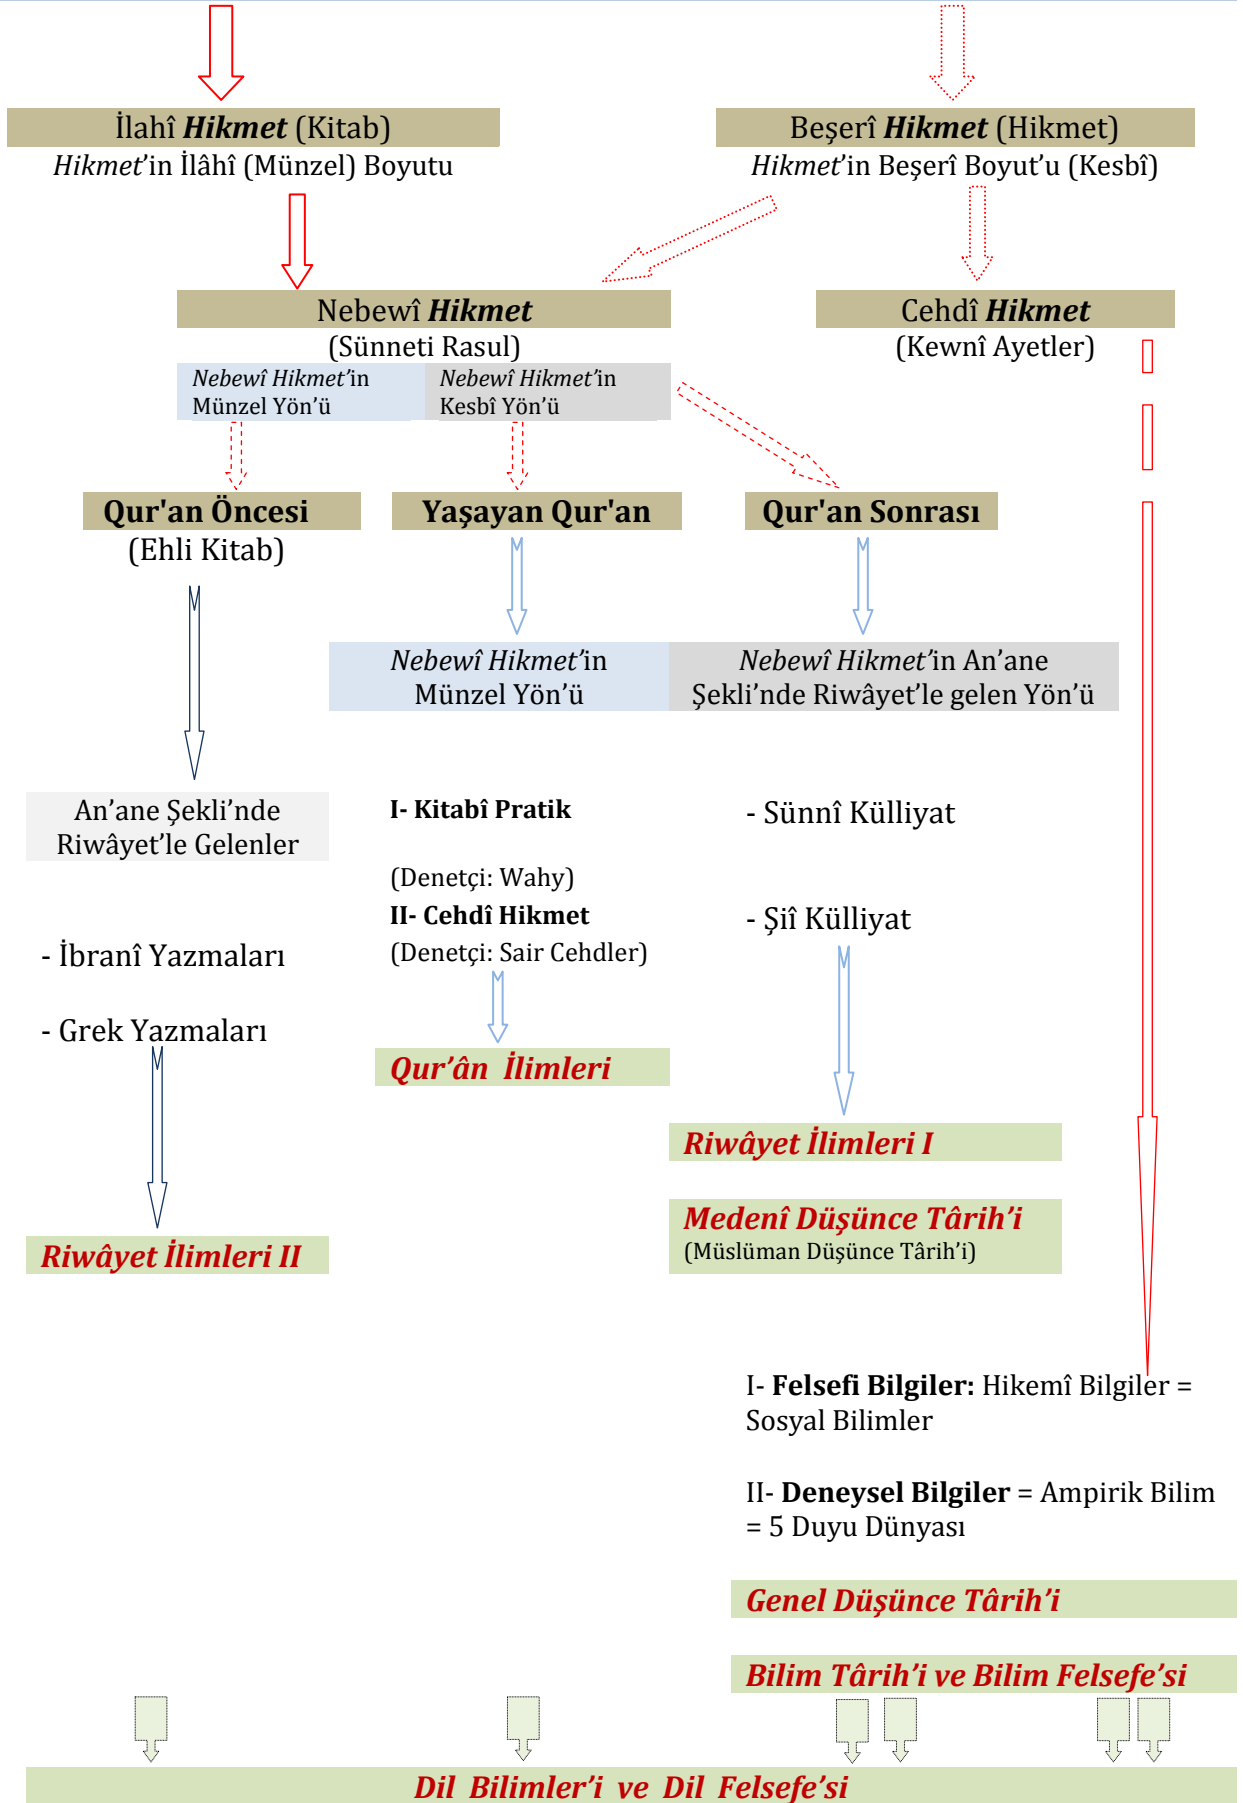 İlahî Hikmet (Kitab)
Hikmet’in İlâhî (Münzel) Boyutu
Beşerî Hikmet (Hikmet)
Hikmet’in Beşerî Boyut’u (Kesbî)
Nebewî Hikmet
(Sünneti Rasul)
Cehdî Hikmet
(Kewnî Ayetler)
Nebewî Hikmet’in
Münzel Yön’ü
Nebewî Hikmet’in
Kesbî Yön’ü
Qur'an Öncesi
(Ehli Kitab)
Yaşayan Qur'an
Qur'an Sonrası
Nebewî Hikmet’in
Münzel Yön’ü
Nebewî Hikmet’in An’ane
Şekli’nde Riwâyet’le gelen Yön’ü
An’ane Şekli’nde
Riwâyet’le Gelenler
- İbranî Yazmaları
- Grek Yazmaları
Riwâyet İlimleri II
I- Kitabî Pratik
(Denetçi: Wahy)
II- Cehdî Hikmet
(Denetçi: Sair Cehdler)
Qur’ân İlimleri
- Sünnî Külliyat
- Şiî Külliyat
Riwâyet İlimleri I
Medenî Düşünce Târih’i
(Müslüman Düşünce Târih’i)
I- Felsefi Bilgiler: Hikemî Bilgiler =
Sosyal Bilimler
II- Deneysel Bilgiler = Ampirik Bilim
= 5 Duyu Dünyası
Genel Düşünce Târih’i
Bilim Târih’i ve Bilim Felsefe’si
Dil Bilimler’i ve Dil Felsefe’si